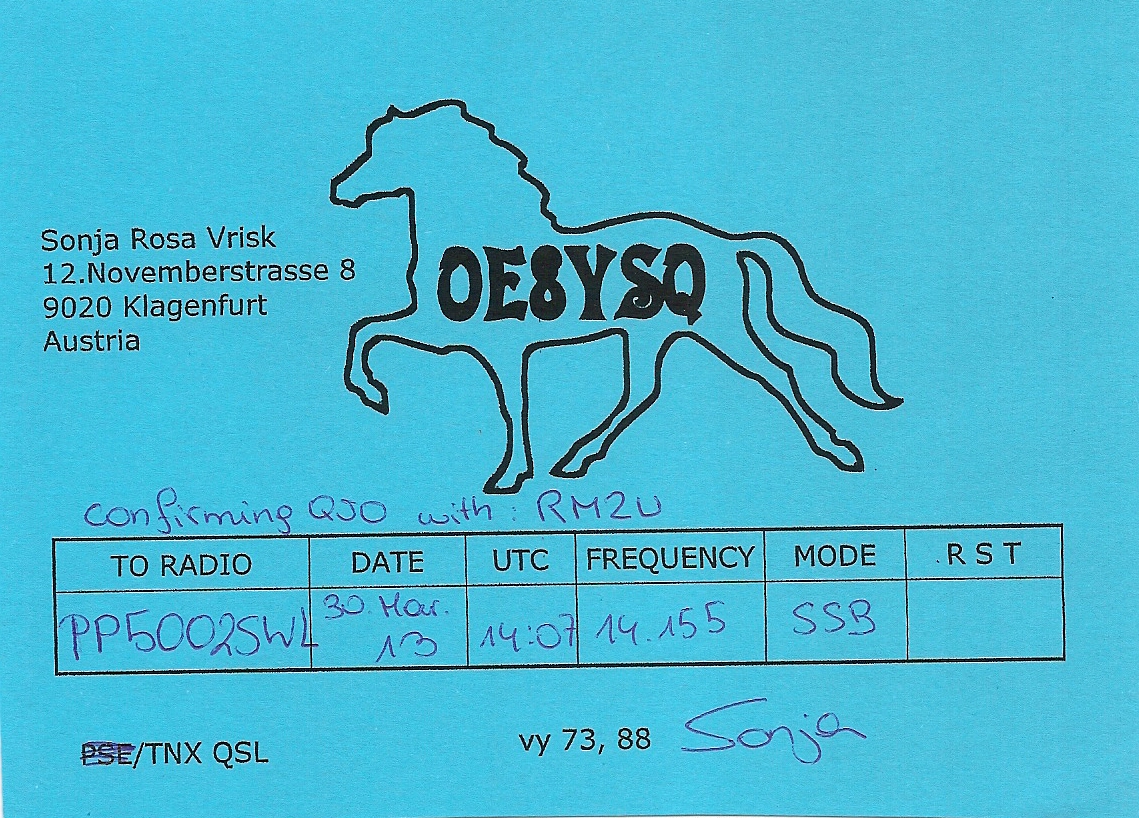 Sonja Rosa Vrisk
12.Novemberstrasse 8
9020 Klagenfurt
Austria
OE8YSQ
confirming QSO with: RM2U
TO RADIO DATE UTC FREQUENCY MODE R S T
PP5002SWL 30. Mar. 13 14:07 14.155 SSB
PSE/TNX QSL
vy 73, 88 Sonja